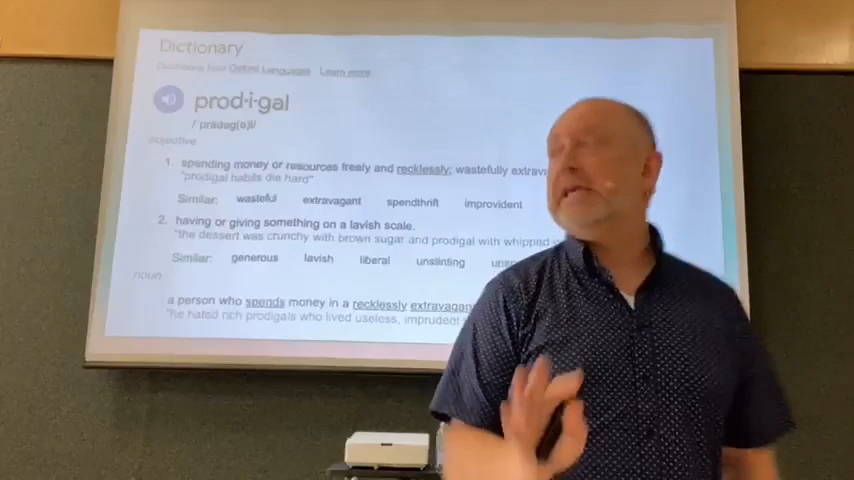 Dictionary
Definitions from Oxford Languages Learn more
prod·i·gal
/ˈprädəɡ(ə)l/
adjective
1. spending money or resources freely and recklessly; wastefully
"prodigal habits die hard"
Similar: wasteful extravagant spendthrift improvident
2. having or giving something on a lavish scale.
"the dessert was crunchy with brown sugar and prodigal with whipped
Similar: generous lavish liberal unstinting
noun
a person who spends money in a recklessly extravagant
"he hated rich prodigals who lived useless, imprudent